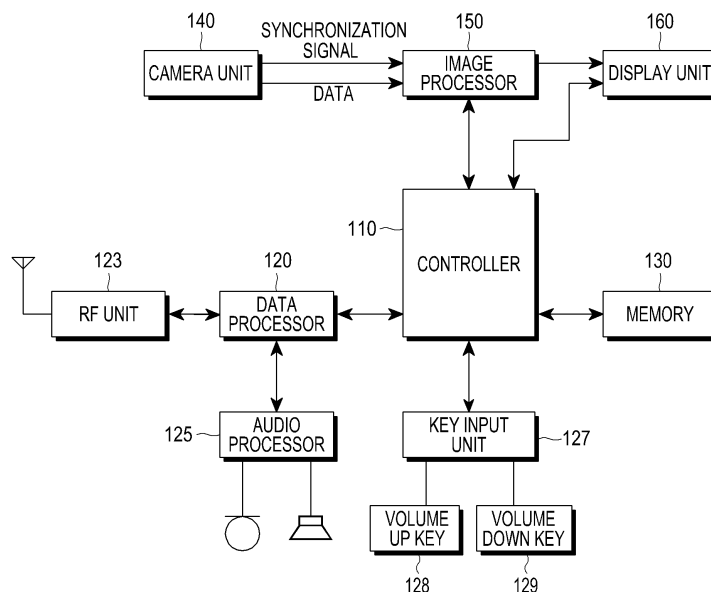 140
SYNCHRONIZATION
SIGNAL
150
160
CAMERA UNIT
IMAGE
PROCESSOR
DISPLAY UNIT
DATA
110
CONTROLLER
123
120
130
RF UNIT
DATA
PROCESSOR
MEMORY
125
AUDIO
PROCESSOR
KEY INPUT
UNIT
127
VOLUME
UP KEY
VOLUME
DOWN KEY
128
129